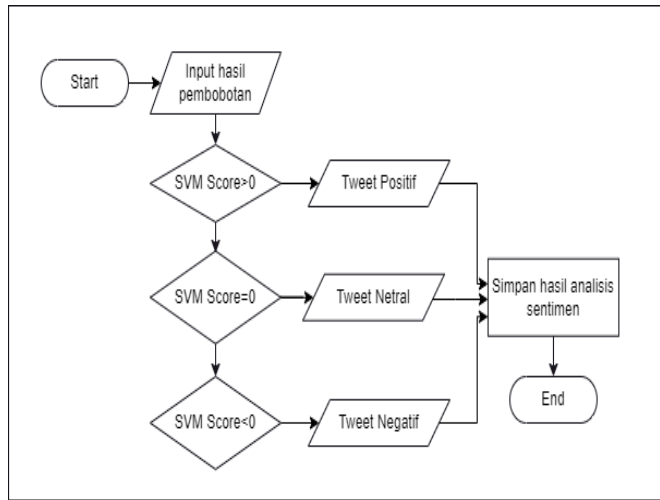 Start
Input hasil
pembobotan
SVM Score>0
Tweet Positif
SVM Score=0
Tweet Netral
Simpan hasil analisis
sentimen
SVM Score<0
Tweet Negatif
End